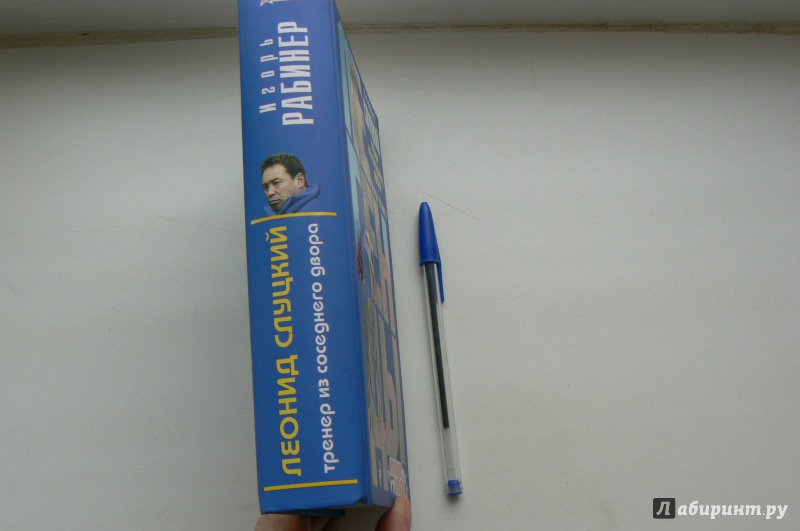 Игорь
РАБИНЕР
ЛЕОНИД СЛУЦКИЙ
тренер из соседнего двора
Лабиринт.ру